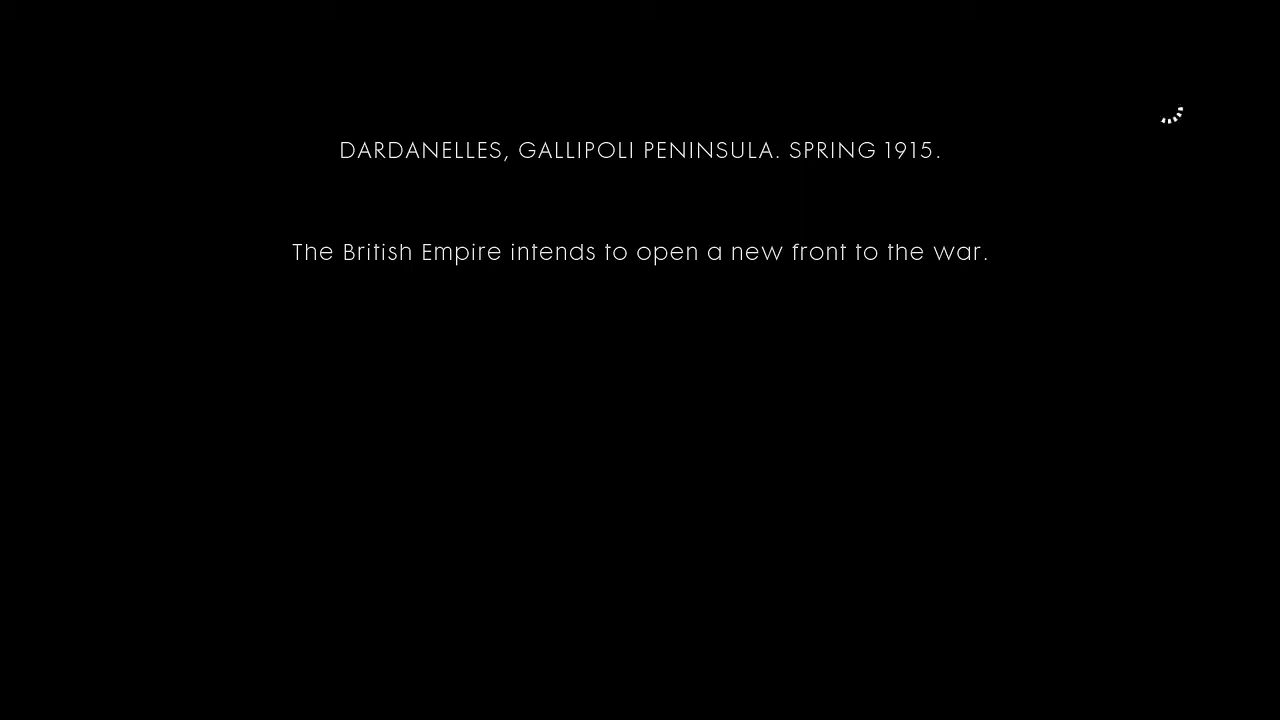 DARDANELLES, GALLIPOLI PENINSULA. SPRING 1915.
The British Empire intends to open a new front to the war.